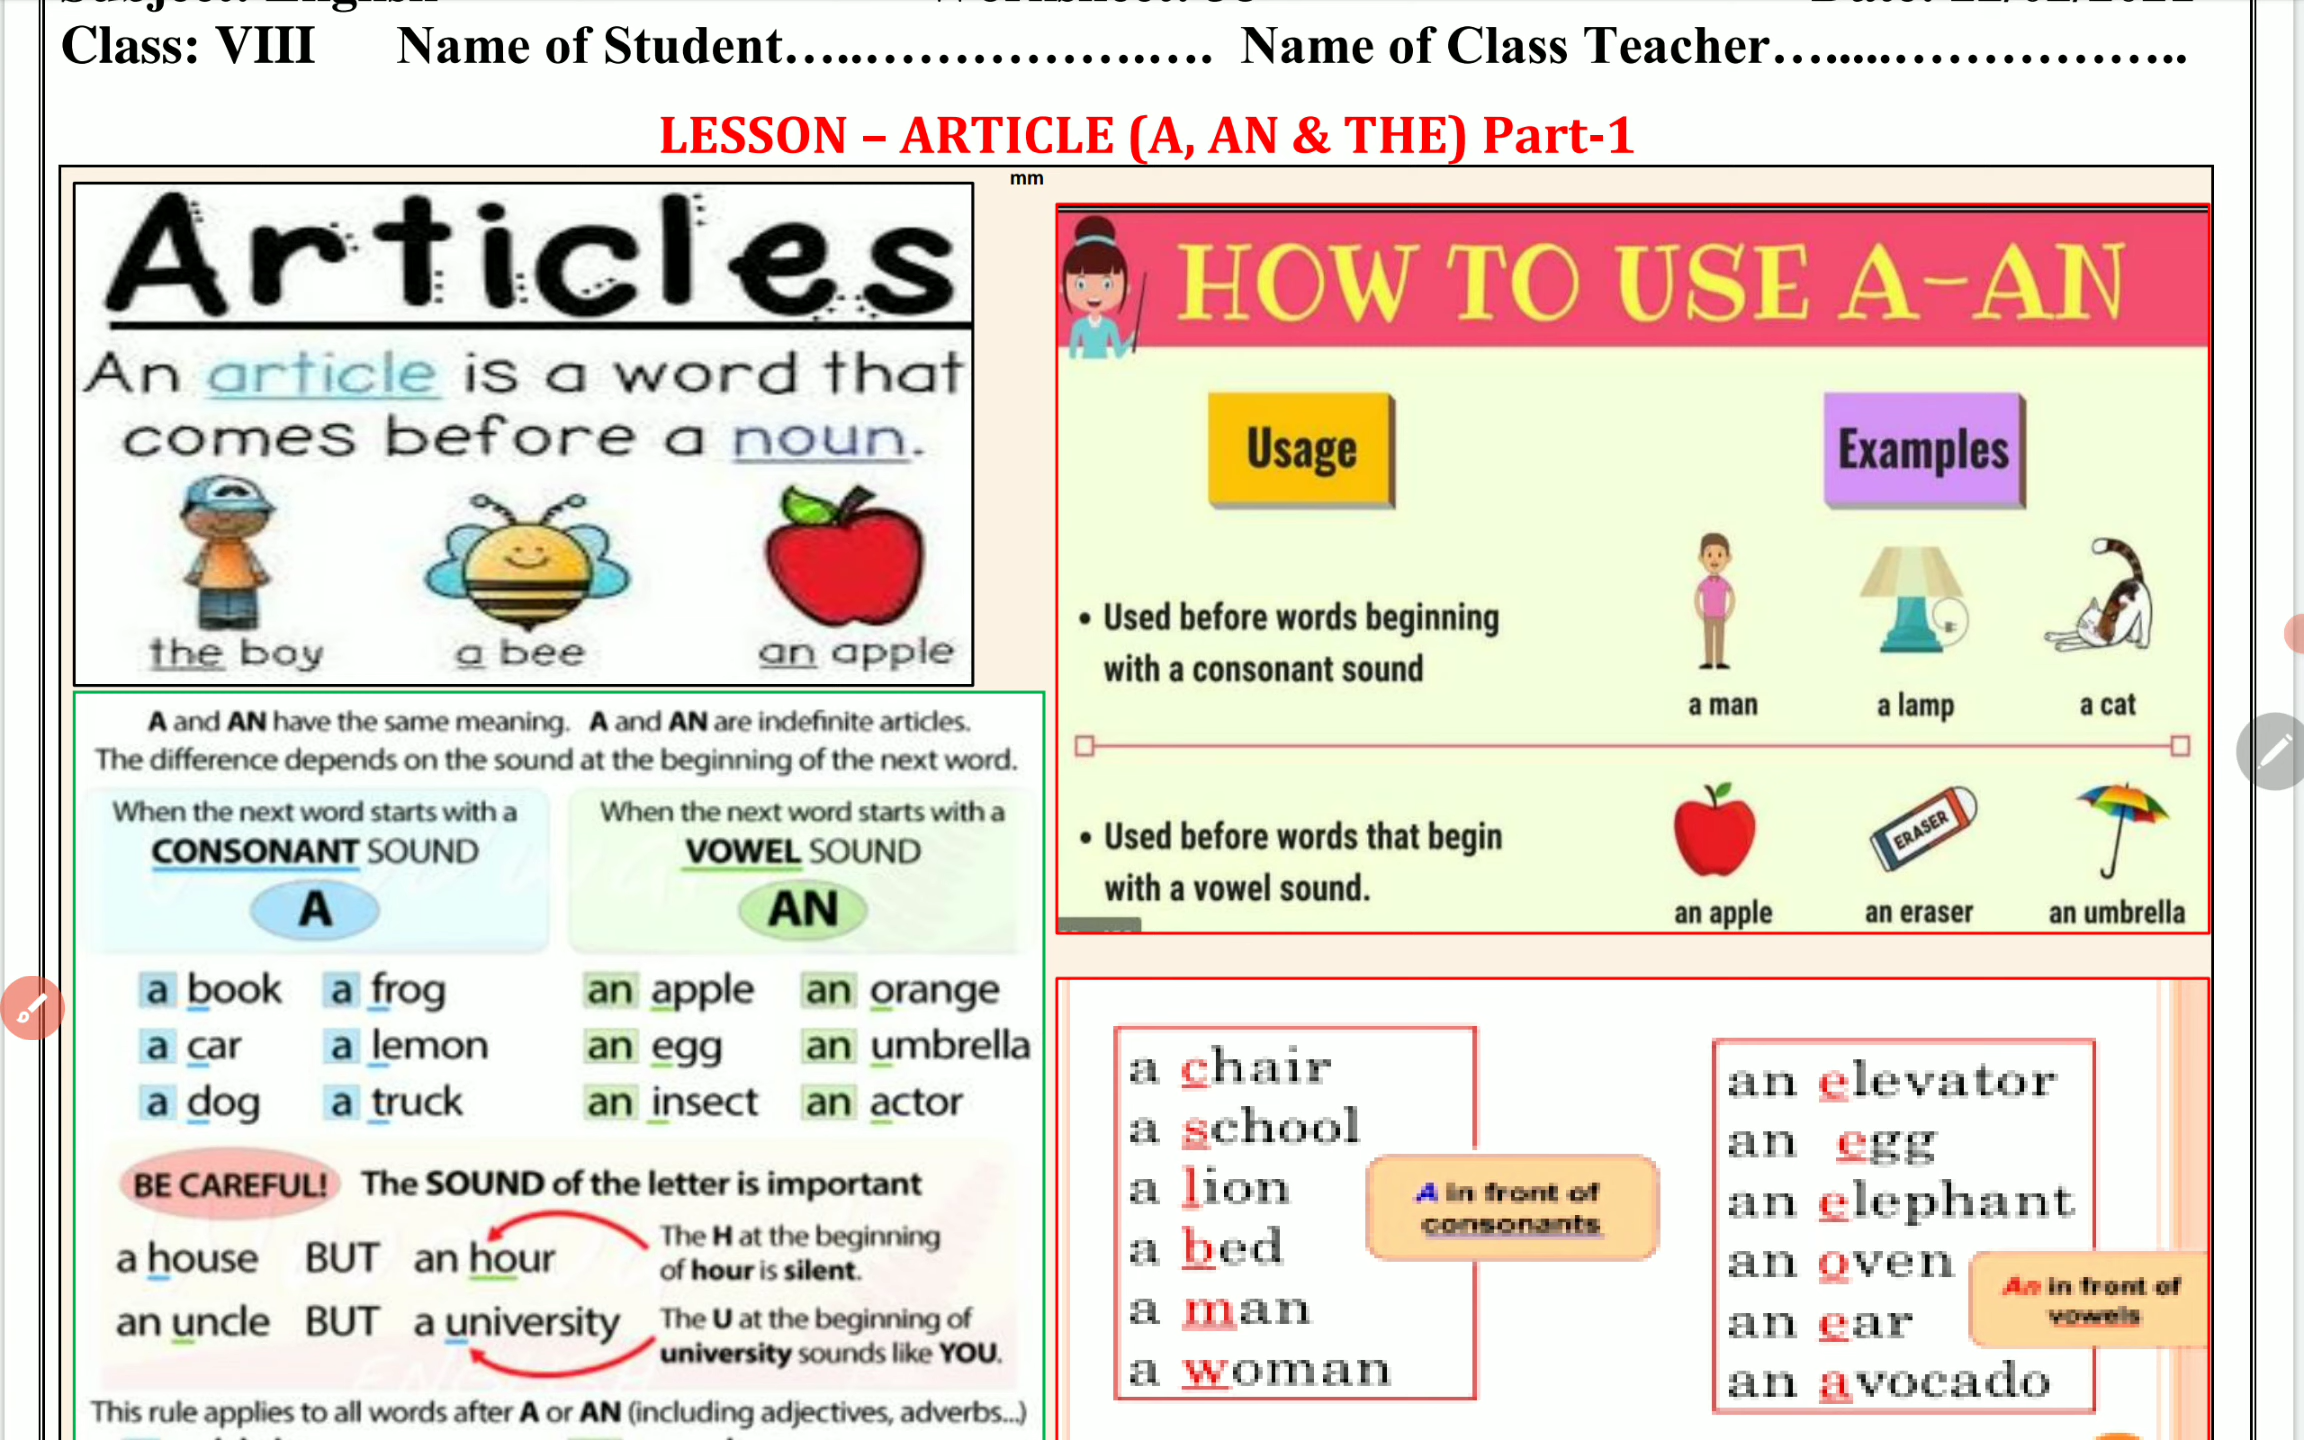 Class: VIII Name of Student…..……………….…. Name of Class Teacher….....………………..
LESSON – ARTICLE (A, AN & THE) Part-1
mm
Articles
An article is a word that
comes before a noun.
the boy a bee an apple
A and AN have the same meaning. A and AN are indefinite articles.
The difference depends on the sound at the beginning of the next word.
When the next word starts with a
CONSONANT SOUND
A
When the next word starts with a
VOWEL SOUND
AN
a book a frog an apple an orange
a car a lemon an egg an umbrella
a dog a truck an insect an actor
BE CAREFUL! The SOUND of the letter is important
a house BUT an hour
The H at the beginning
of hour is silent.
an uncle BUT a university
The U at the beginning of
university sounds like YOU.
This rule applies to all words after A or AN (including adjectives, adverbs...)
HOW TO USE A-AN
Usage Examples
• Used before words beginning
with a consonant sound
a man a lamp a cat
• Used before words that begin
with a vowel sound.
ERASER
an apple an eraser an umbrella
a chair
a school
a lion
a bed
a man
a woman
A in front of
consonants
an elevator
an egg
an elephant
an oven
an ear
an avocado
An in front of
vowels